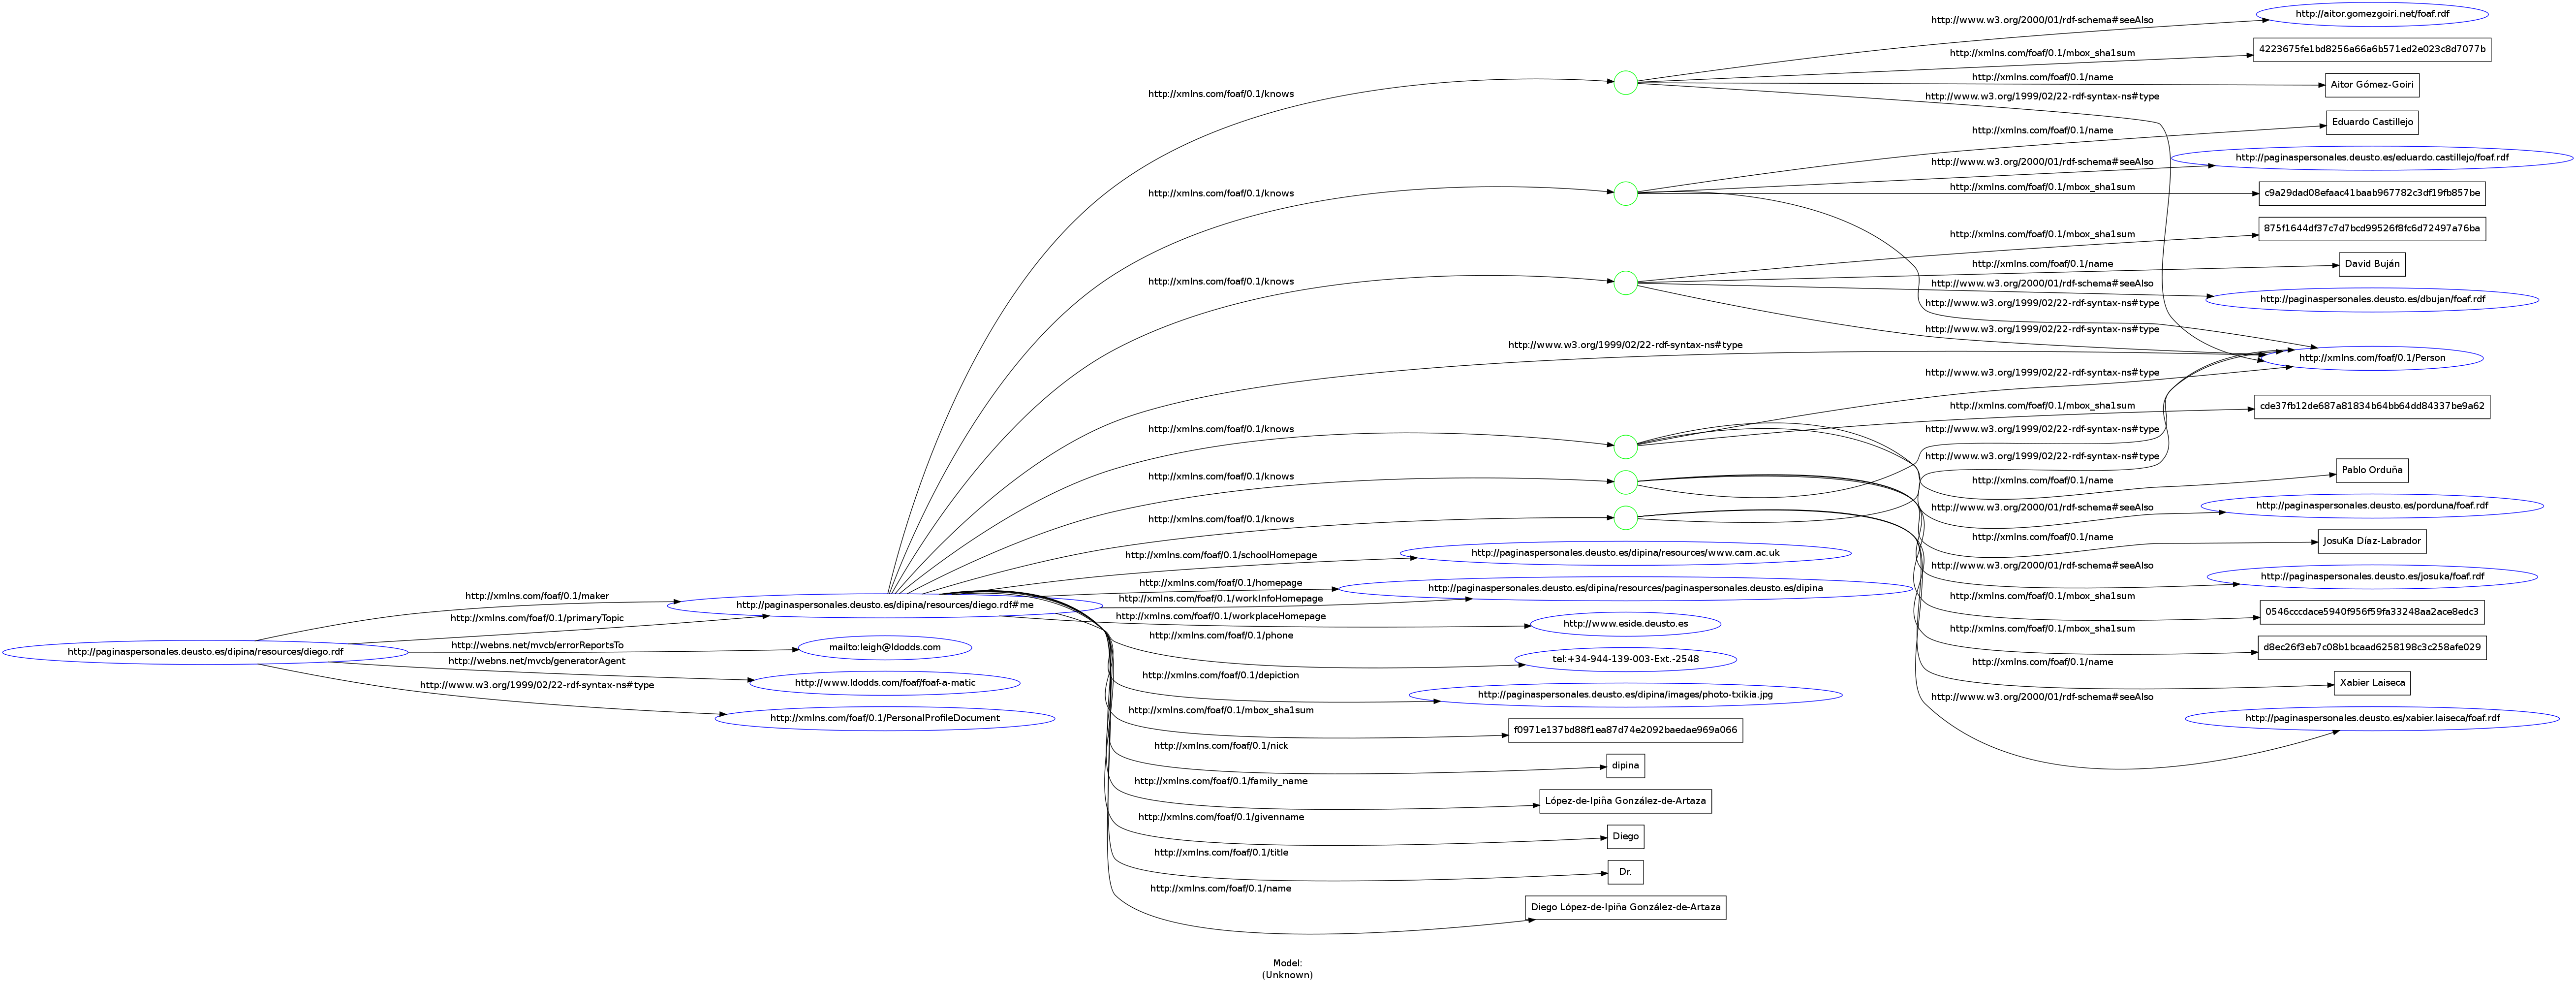 http://www.w3.org/2000/01/rdf-schema#seeAlso
http://aitor.gomezgoiri.net/foaf.rdf
http://xmlns.com/foaf/0.1/mbox_sha1sum
4223675fe1bd8256a66a6b571ed2e023c8d7077b
http://xmlns.com/foaf/0.1/name
Aitor Gómez-Goiri
http://xmlns.com/foaf/0.1/knows
http://www.w3.org/1999/02/22-rdf-syntax-ns#type
http://xmlns.com/foaf/0.1/name
Eduardo Castillejo
http://www.w3.org/2000/01/rdf-schema#seeAlso
http://paginaspersonales.deusto.es/eduardo.castillejo/foaf.rdf
http://xmlns.com/foaf/0.1/knows
http://xmlns.com/foaf/0.1/mbox_sha1sum
c9a29dad08efaac41baab967782c3df19fb857be
http://xmlns.com/foaf/0.1/mbox_sha1sum
875f1644df37c7d7bcd99526f8fc6d72497a76ba
http://xmlns.com/foaf/0.1/name
David Buján
http://xmlns.com/foaf/0.1/knows
http://www.w3.org/2000/01/rdf-schema#seeAlso
http://paginaspersonales.deusto.es/dbujan/foaf.rdf
http://www.w3.org/1999/02/22-rdf-syntax-ns#type
http://www.w3.org/1999/02/22-rdf-syntax-ns#type
http://www.w3.org/1999/02/22-rdf-syntax-ns#type
http://xmlns.com/foaf/0.1/Person
http://www.w3.org/1999/02/22-rdf-syntax-ns#type
http://xmlns.com/foaf/0.1/mbox_sha1sum
cde37fb12de687a81834b64bb64dd84337be9a62
http://xmlns.com/foaf/0.1/knows
http://www.w3.org/1999/02/22-rdf-syntax-ns#type
http://www.w3.org/1999/02/22-rdf-syntax-ns#type
http://xmlns.com/foaf/0.1/knows
http://xmlns.com/foaf/0.1/name
Pablo Orduña
http://www.w3.org/2000/01/rdf-schema#seeAlso
http://paginaspersonales.deusto.es/porduna/foaf.rdf
http://xmlns.com/foaf/0.1/knows
http://xmlns.com/foaf/0.1/name
JosuKa Díaz-Labrador
http://xmlns.com/foaf/0.1/schoolHomepage
http://paginaspersonales.deusto.es/dipina/resources/www.cam.ac.uk
http://www.w3.org/2000/01/rdf-schema#seeAlso
http://paginaspersonales.deusto.es/josuka/foaf.rdf
http://xmlns.com/foaf/0.1/homepage
http://paginaspersonales.deusto.es/dipina/resources/paginaspersonales.deusto.es/dipina
http://xmlns.com/foaf/0.1/maker
http://paginaspersonales.deusto.es/dipina/resources/diego.rdf#me
http://xmlns.com/foaf/0.1/workInfoHomepage
http://xmlns.com/foaf/0.1/mbox_sha1sum
0546cccdace5940f956f59fa33248aa2ace8edc3
http://xmlns.com/foaf/0.1/primaryTopic
http://xmlns.com/foaf/0.1/workplaceHomepage
http://www.eside.deusto.es
http://xmlns.com/foaf/0.1/mbox_sha1sum
d8ec26f3eb7c08b1bcaad6258198c3c258afe029
http://paginaspersonales.deusto.es/dipina/resources/diego.rdf
http://webns.net/mvcb/errorReportsTo
mailto:leigh@ldodds.com
http://xmlns.com/foaf/0.1/phone
tel:+34-944-139-003-Ext.-2548
http://xmlns.com/foaf/0.1/name
Xabier Laiseca
http://webns.net/mvcb/generatorAgent
http://www.ldodds.com/foaf/foaf-a-matic
http://xmlns.com/foaf/0.1/depiction
http://paginaspersonales.deusto.es/dipina/images/photo-txikia.jpg
http://www.w3.org/2000/01/rdf-schema#seeAlso
http://paginaspersonales.deusto.es/xabier.laiseca/foaf.rdf
http://www.w3.org/1999/02/22-rdf-syntax-ns#type
http://xmlns.com/foaf/0.1/PersonalProfileDocument
http://xmlns.com/foaf/0.1/mbox_sha1sum
f0971e137bd88f1ea87d74e2092baedae969a066
http://xmlns.com/foaf/0.1/nick
dipina
http://xmlns.com/foaf/0.1/family_name
López-de-Ipiña González-de-Artaza
http://xmlns.com/foaf/0.1/givenname
Diego
http://xmlns.com/foaf/0.1/title
Dr.
http://xmlns.com/foaf/0.1/name
Diego López-de-Ipiña González-de-Artaza
Model:
(Unknown)